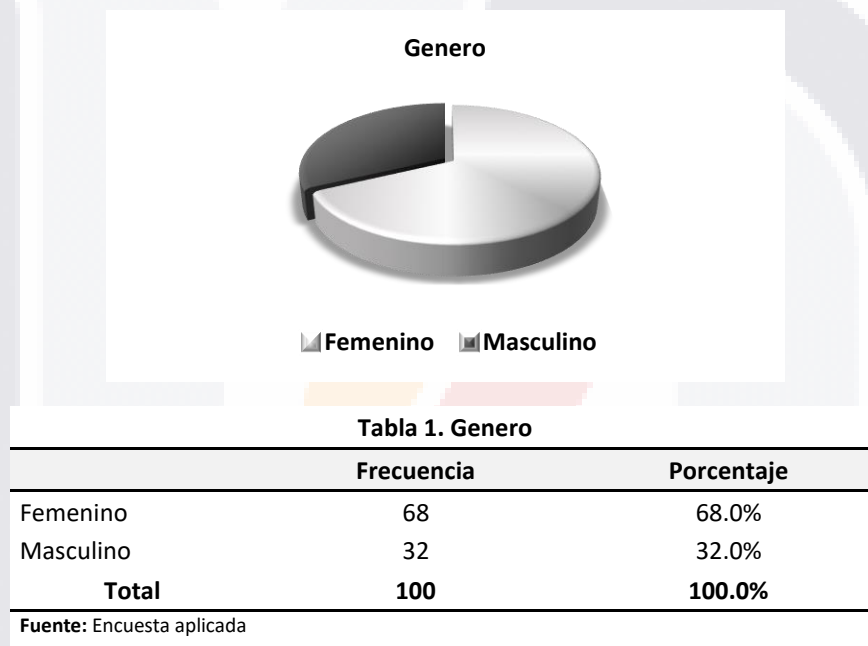 Genero
Femenino Masculino
Tabla 1. Genero
Frecuencia Porcentaje
Femenino 68 68.0%
Masculino 32 32.0%
Total 100 100.0%
Fuente: Encuesta aplicada